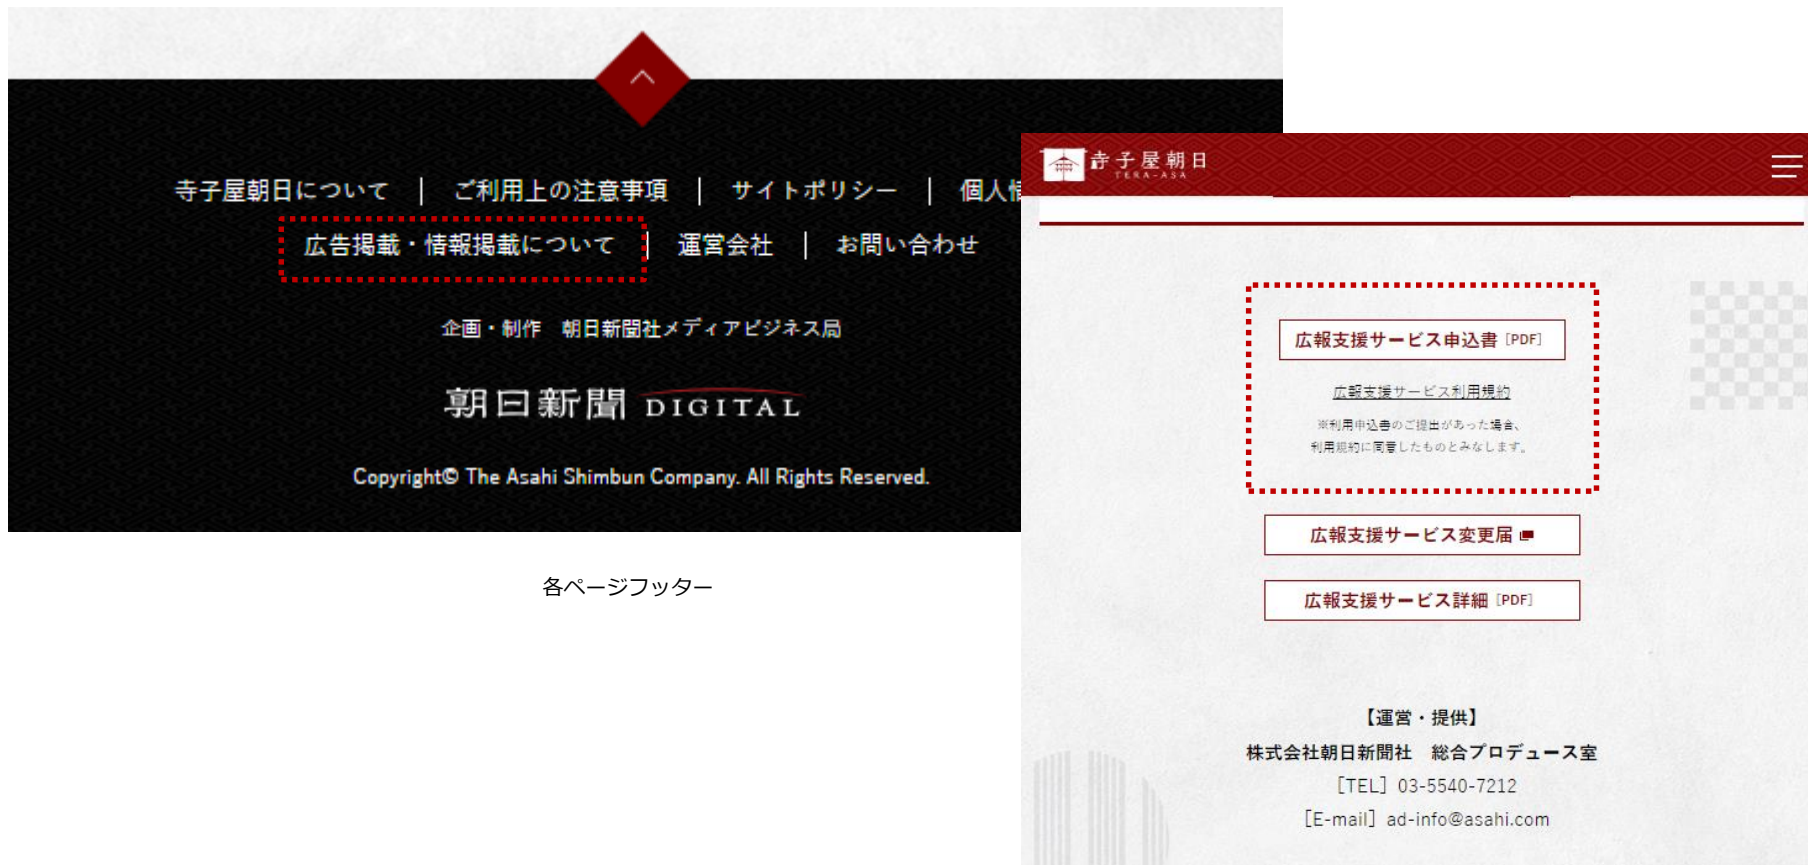 寺子屋朝日について | ご利用上の注意事項 | サイトポリシー | 個人情
広告掲載・情報掲載について | 運営会社 | お問い合わせ
企画・制作　朝日新聞社メディアビジネス局
朝日新聞 DIGITAL
Copyright© The Asahi Shimbun Company. All Rights Reserved.
各ページフッター
寺子屋朝日
TERA-ASA
広報支援サービス申込書［PDF］
広報支援サービス利用規約
※利用申込書のご提出があった場合、
利用規約に同意したものとみなします。
広報支援サービス変更届
広報支援サービス詳細［PDF］
【運営・提供】
株式会社朝日新聞社　総合プロデュース室
［TEL］03-5540-7212
［E-mail］ad-info@asahi.com